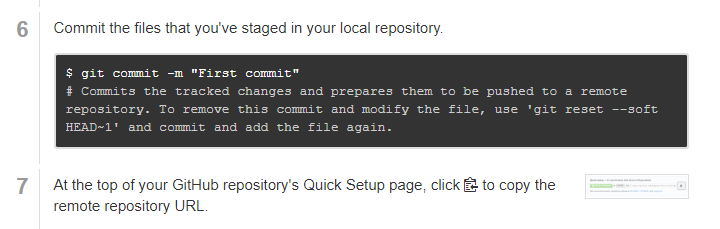 6
Commit the files that you've staged in your local repository.
$ git commit -m "First commit"
# Commits the tracked changes and prepares them to be pushed to a remote
repository. To remove this commit and modify the file, use 'git reset --soft
HEAD~1' and commit and add the file again.
7
At the top of your GitHub repository's Quick Setup page, click to copy the
remote repository URL.